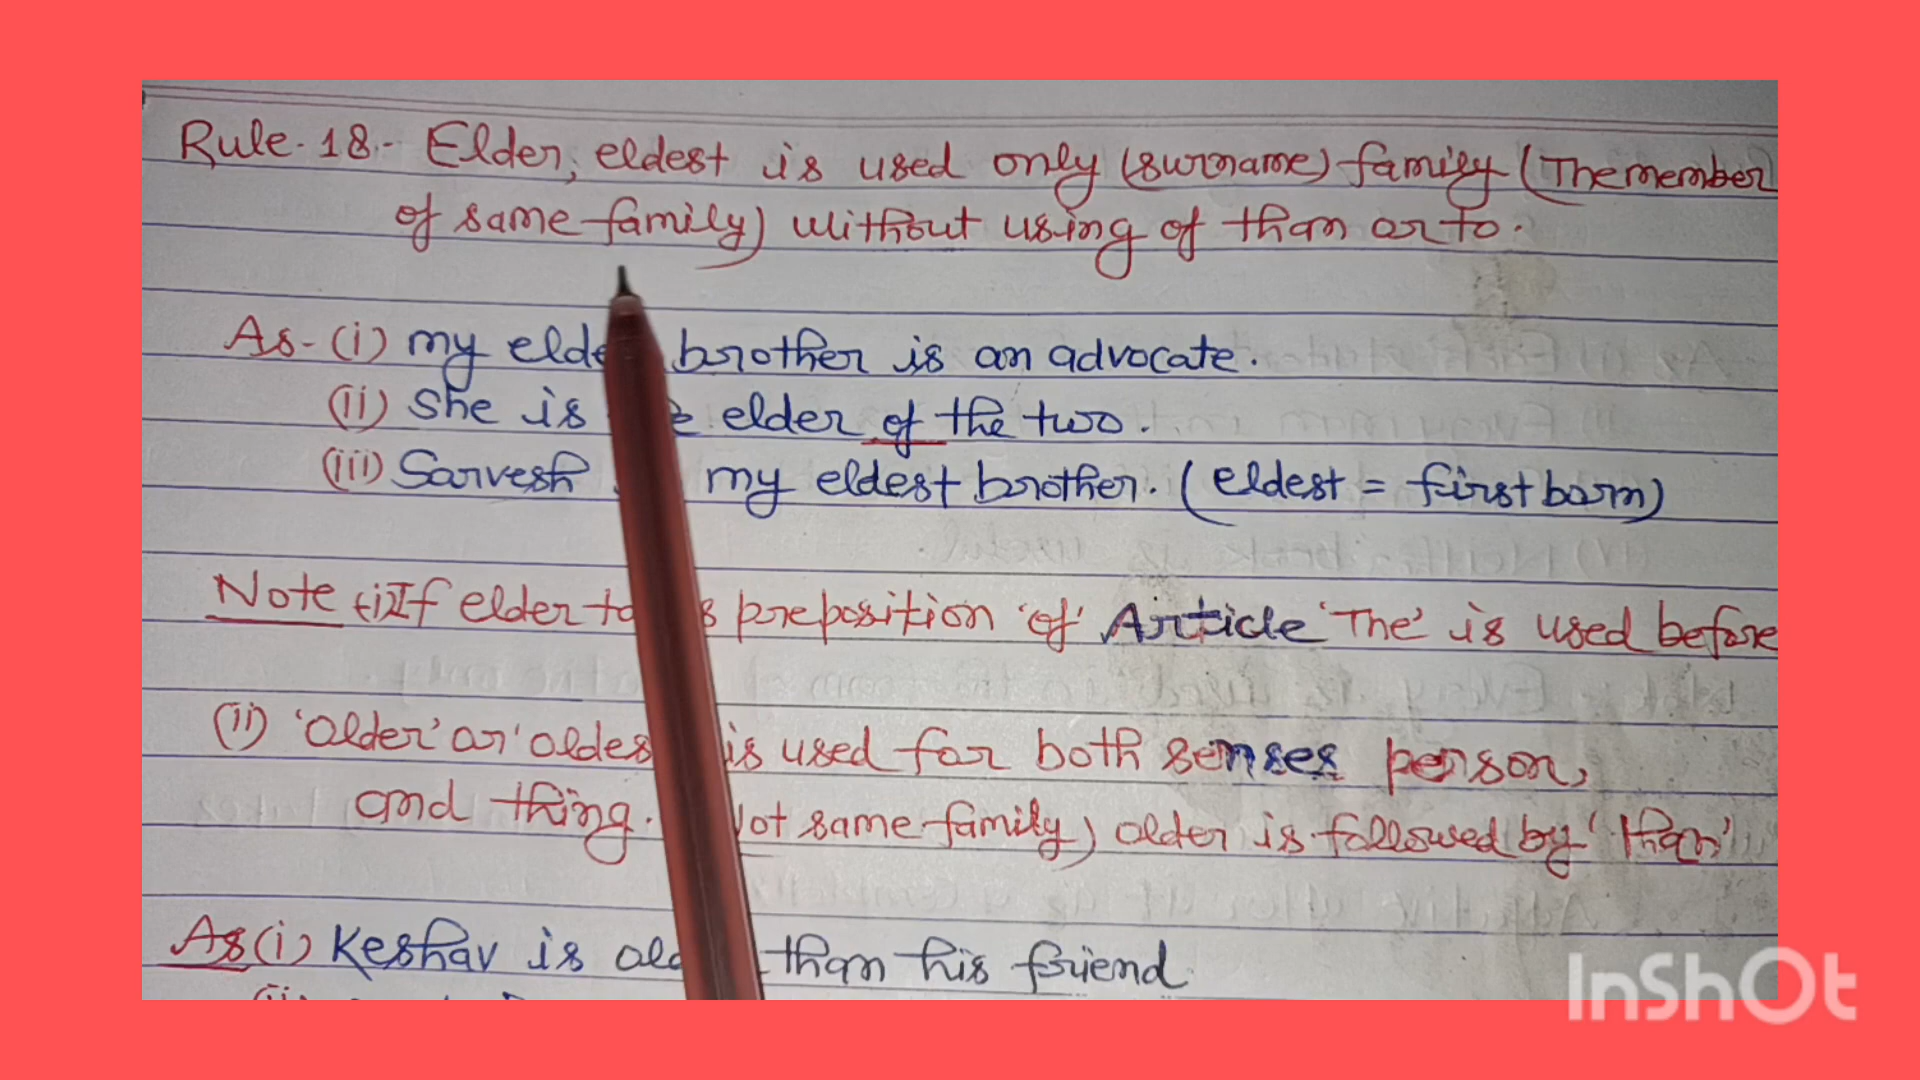 Rule-18.- Elder, eldest is used only (surname) family (The member
of same family) without using of than or to.
As- (i) my elde brother is an advocate.
(ii) She is elder of the two.
(iii) Sarvesh my eldest brother. (eldest = first born)
Note (i) If elder preposition 'of' Article 'The' is used before
(ii) 'older' or 'oldes is used for both senses person,
and thing. same family) older is followed by 'than'
As (i) Keshav is than his friend
InShOt